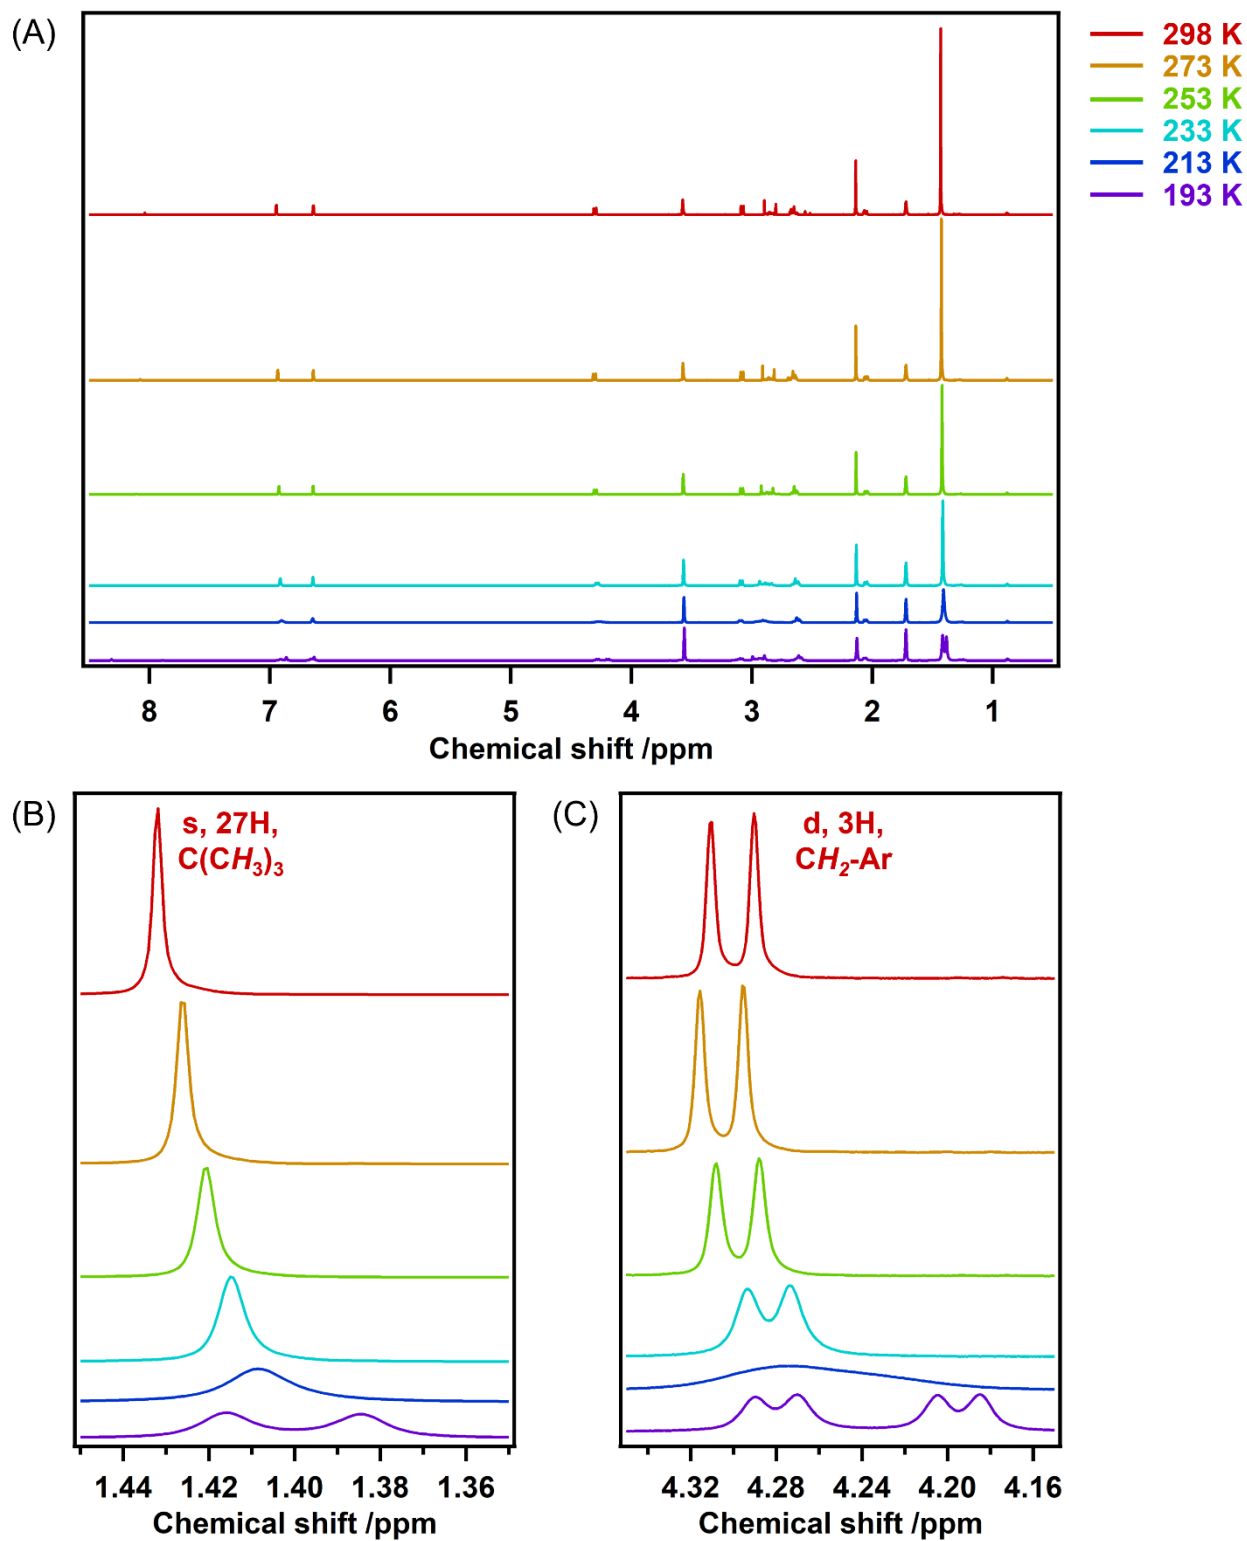 (A)
298 K
273 K
253 K
233 K
213 K
193 K
8 7 6 5 4 3 2 1
Chemical shift /ppm
(B)
s, 27H,
C(CH₃)₃
1.44 1.42 1.40 1.38 1.36
Chemical shift /ppm
(C)
d, 3H,
CH₂-Ar
4.32 4.28 4.24 4.20 4.16
Chemical shift /ppm